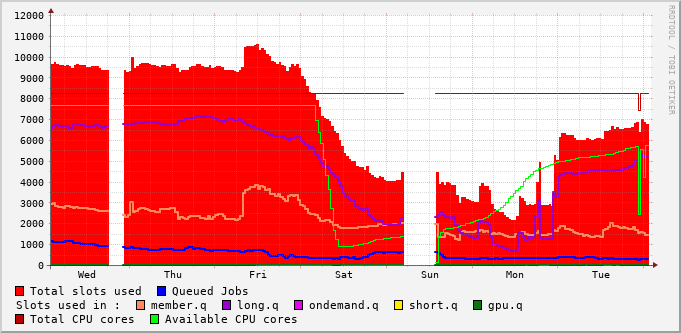 RRDTOOL / TOBI OETIKER
12000
11000
10000
9000
8000
7000
6000
5000
4000
3000
2000
1000
0
Wed Thu Fri Sat Sun Mon Tue
Total slots used Queued Jobs
Slots used in : member.q long.q ondemand.q short.q gpu.q
Total CPU cores Available CPU cores